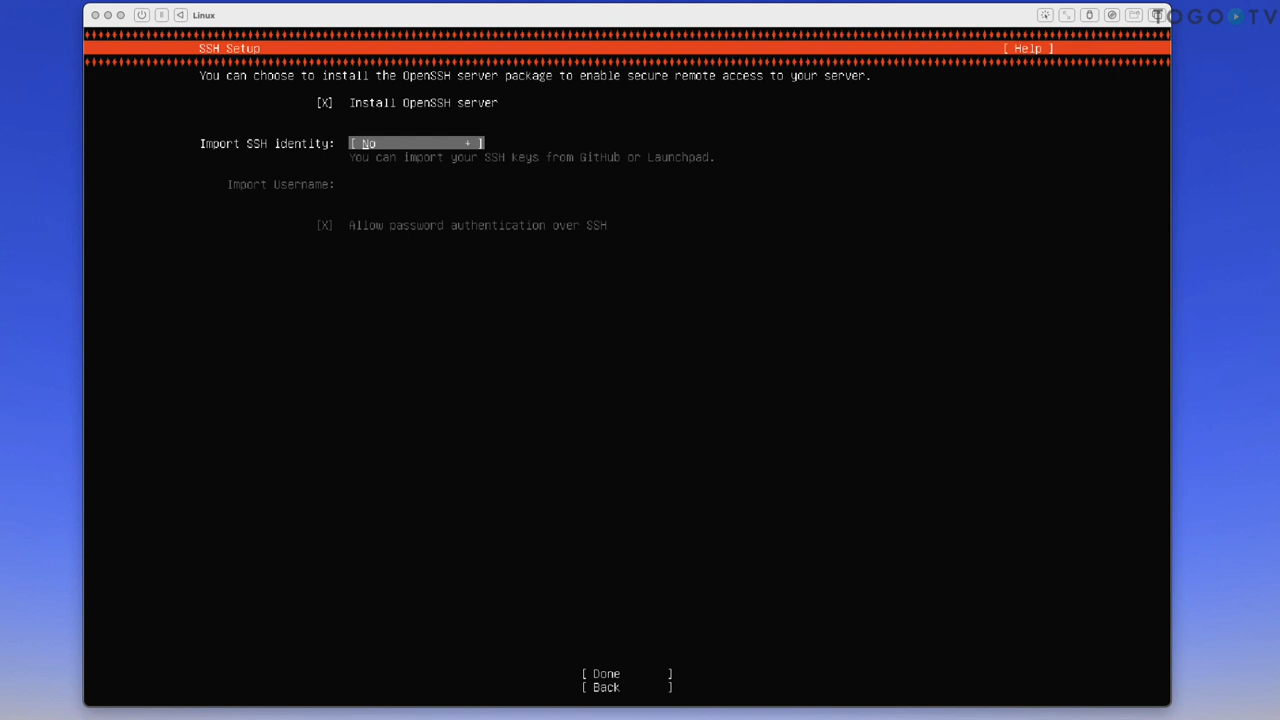 Linux
TOGO TV
SSH Setup [ Help ]
You can choose to install the OpenSSH server package to enable secure remote access to your server.
[X] Install OpenSSH server
Import SSH identity: [ No ÷ ]
You can import your SSH keys from GitHub or Launchpad.
Import Username:
[X] Allow password authentication over SSH
[ Done ]
[ Back ]